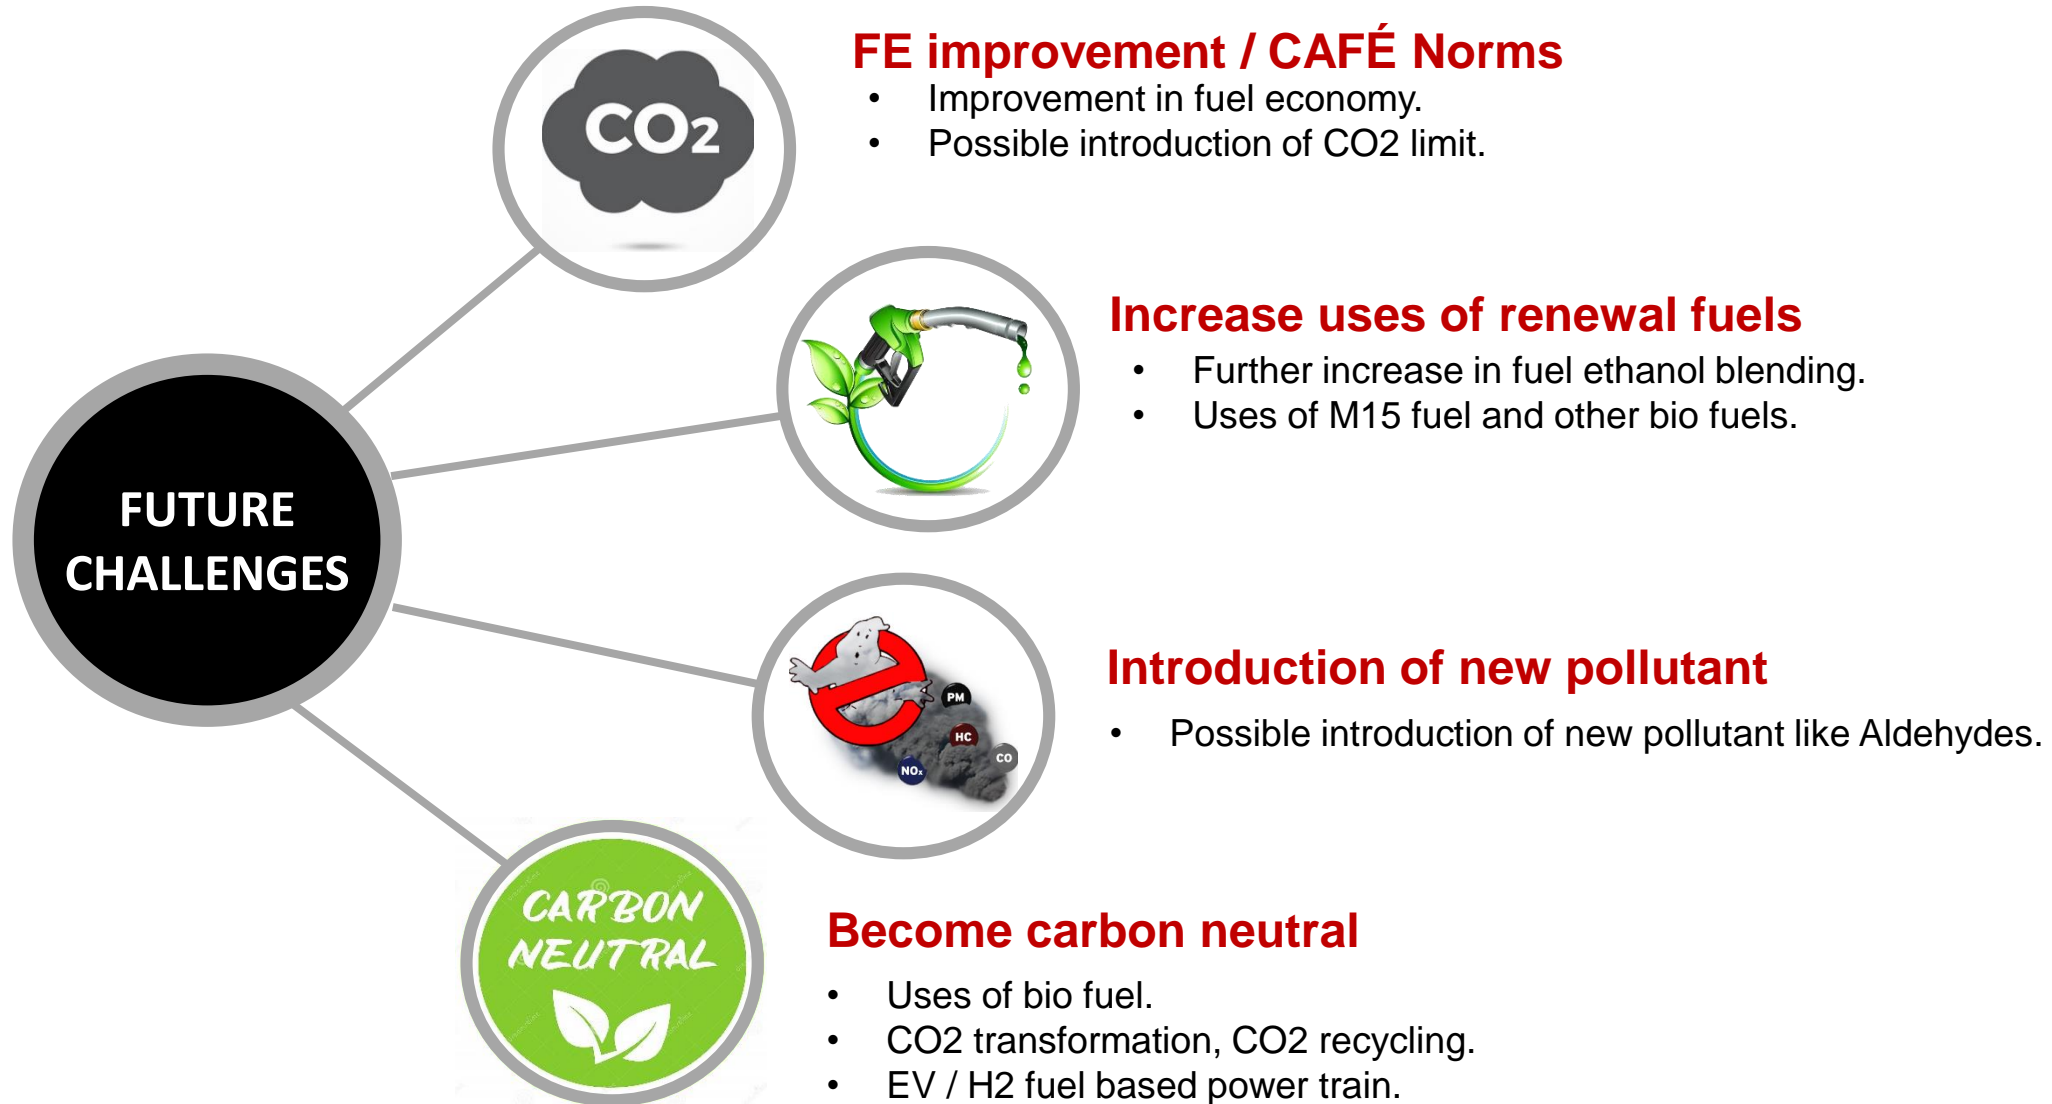 FE improvement / CAFÉ Norms
• Improvement in fuel economy.
• Possible introduction of CO2 limit.
CO2
Increase uses of renewal fuels
• Further increase in fuel ethanol blending.
• Uses of M15 fuel and other bio fuels.
FUTURE
CHALLENGES
Introduction of new pollutant
• Possible introduction of new pollutant like Aldehydes.
PM
HC
CO
NOx
CARBON
NEUTRAL
Become carbon neutral
• Uses of bio fuel.
• CO2 transformation, CO2 recycling.
• EV / H2 fuel based power train.